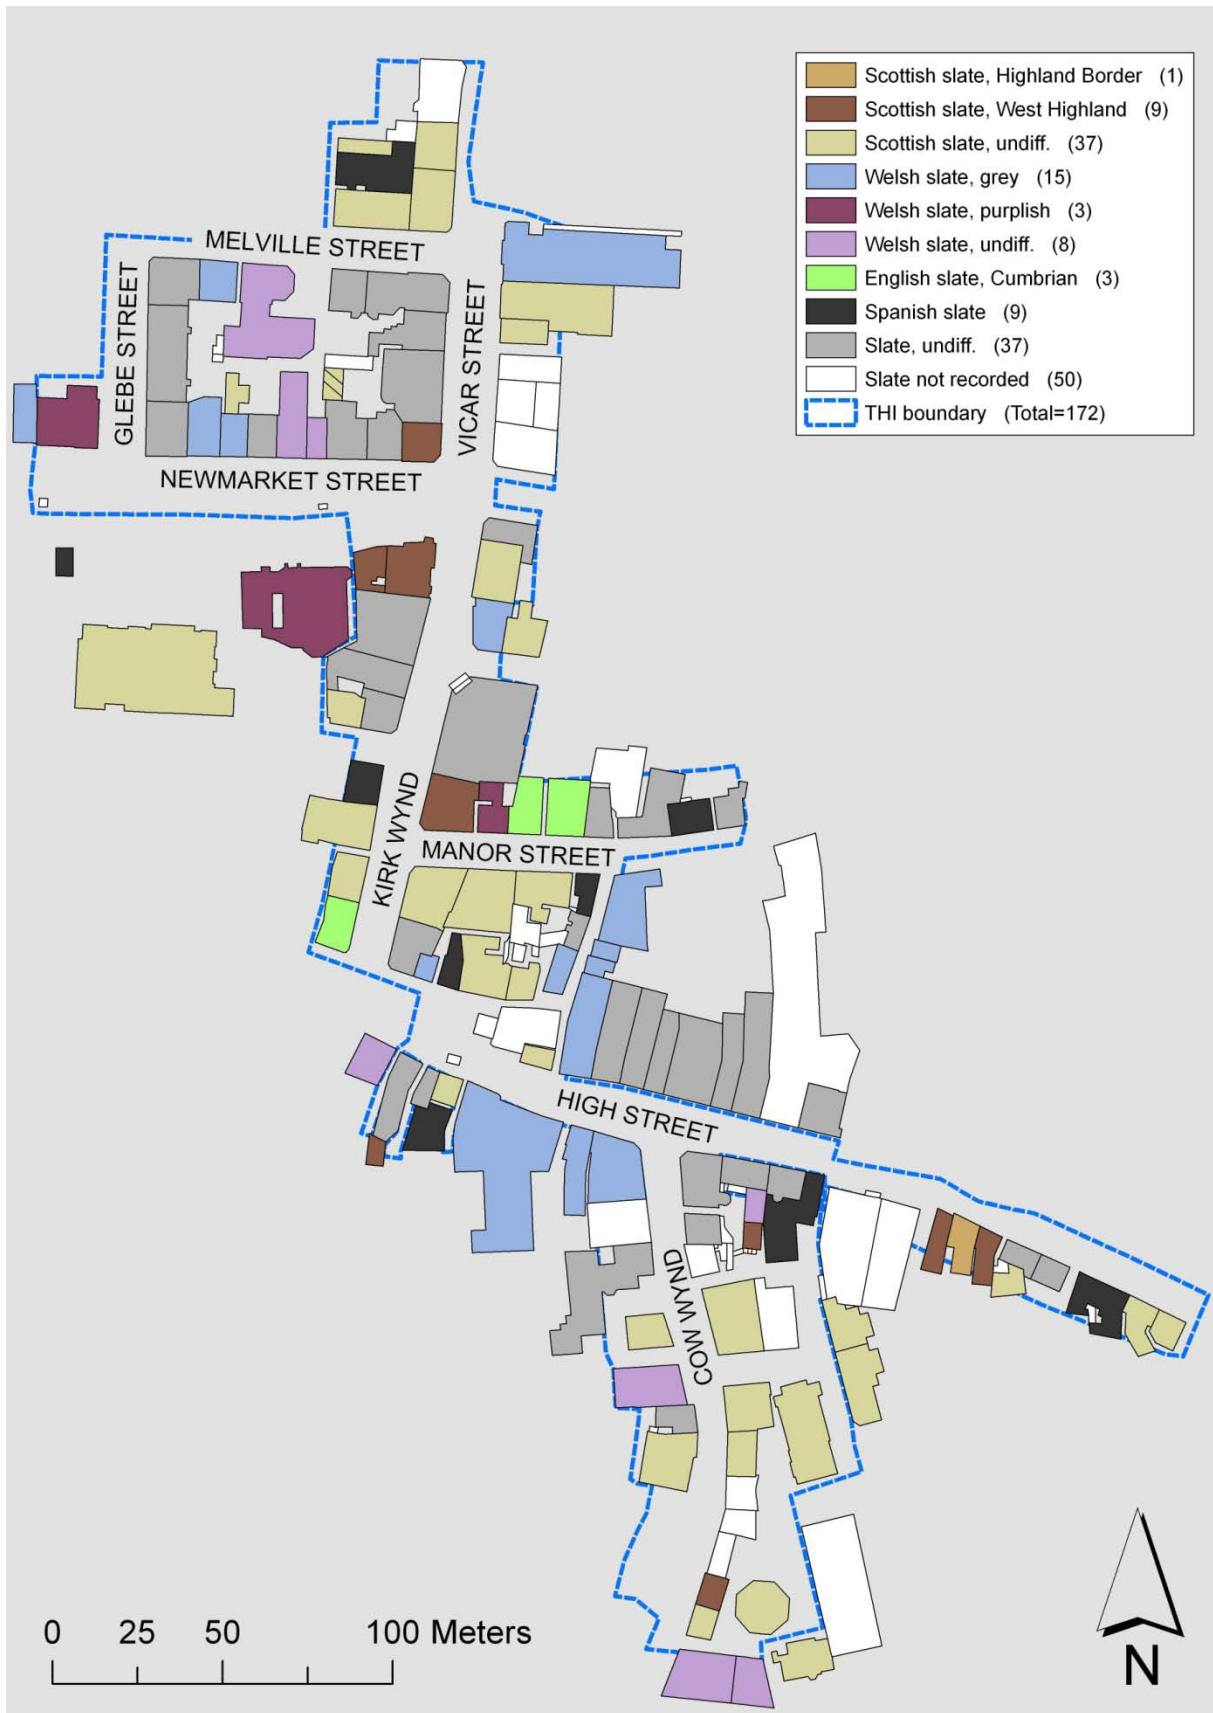 Scottish slate, Highland Border (1)
Scottish slate, West Highland (9)
Scottish slate, undiff. (37)
Welsh slate, grey (15)
Welsh slate, purplish (3)
Welsh slate, undiff. (8)
English slate, Cumbrian (3)
Spanish slate (9)
Slate, undiff. (37)
Slate not recorded (50)
THI boundary (Total=172)
MELVILLE STREET
GLEBE STREET
VICAR STREET
NEWMARKET STREET
KIRK WYND
MANOR STREET
HIGH STREET
COW WYND
0 25 50 100 Meters
N